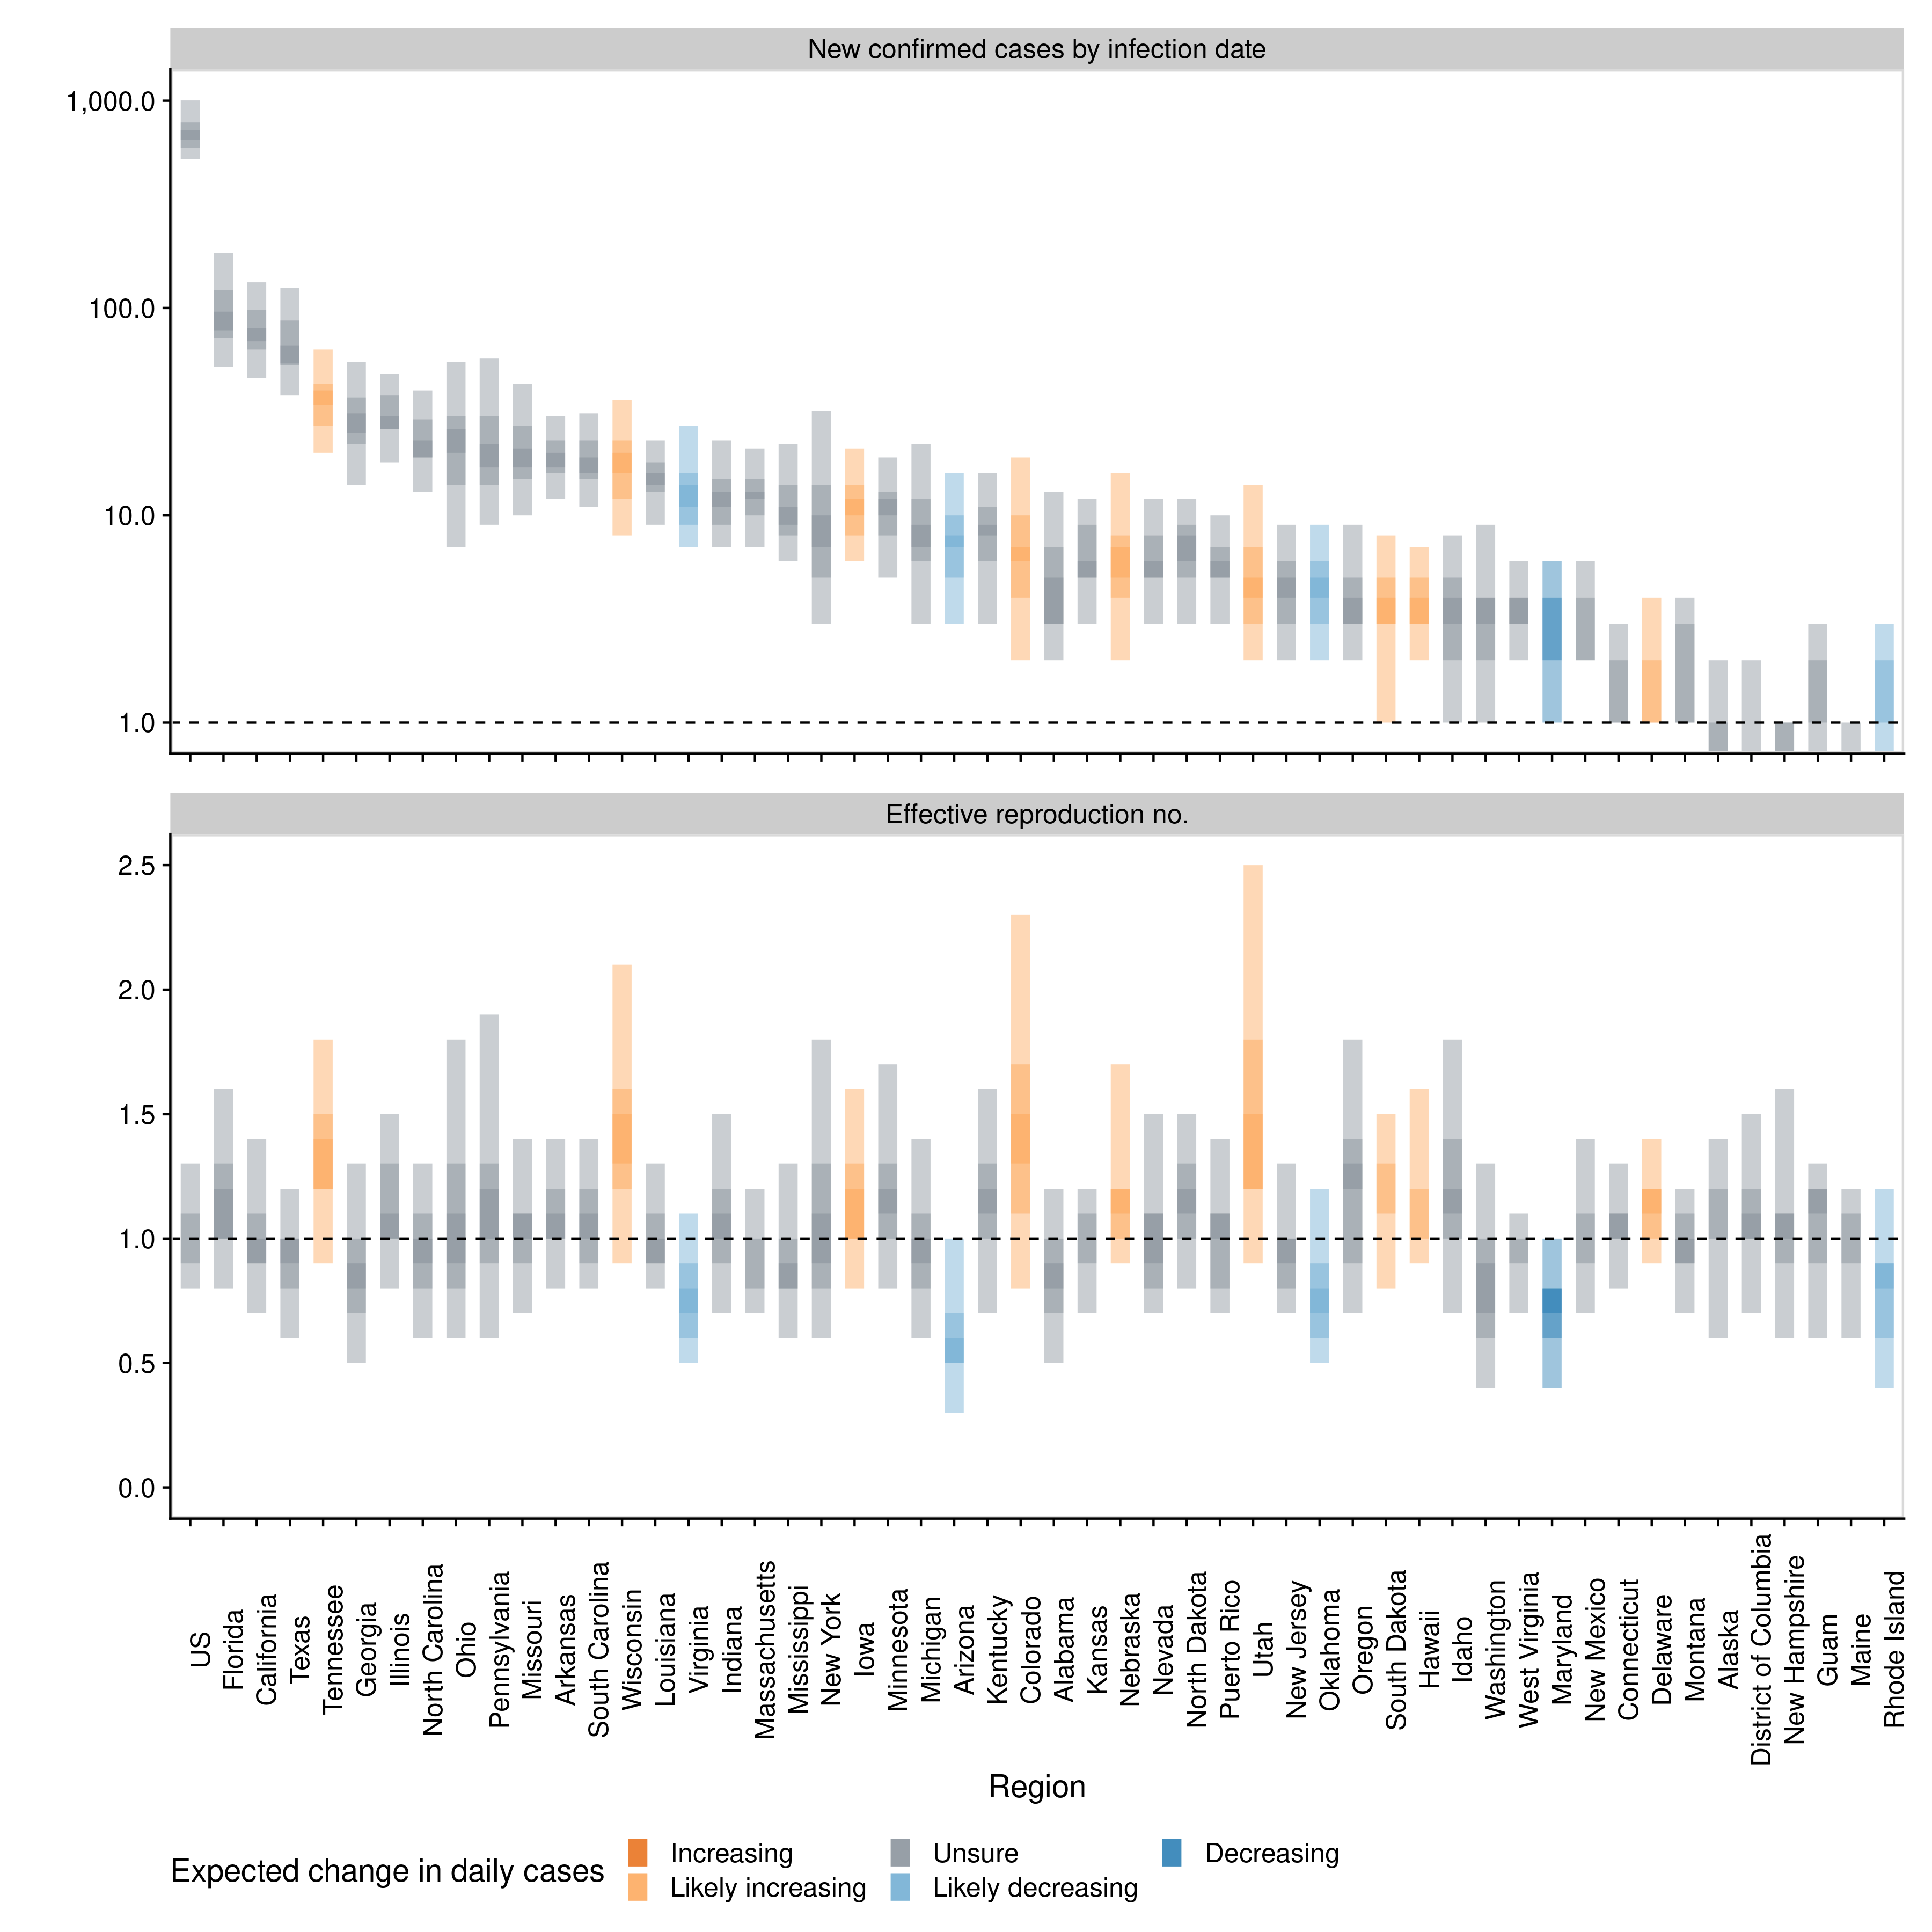 New confirmed cases by infection date
1,000.0
100.0
10.0
1.0
Effective reproduction no.
2.5
2.0
1.5
1.0
0.5
0.0
US
Florida
California
Texas
Tennessee
Georgia
Illinois
North Carolina
Ohio
Pennsylvania
Missouri
Arkansas
South Carolina
Wisconsin
Louisiana
Virginia
Indiana
Massachusetts
Mississippi
New York
Iowa
Minnesota
Michigan
Arizona
Kentucky
Colorado
Alabama
Kansas
Nebraska
Nevada
North Dakota
Puerto Rico
Utah
New Jersey
Oklahoma
Oregon
South Dakota
Hawaii
Idaho
Washington
West Virginia
Maryland
New Mexico
Connecticut
Delaware
Montana
Alaska
District of Columbia
New Hampshire
Guam
Maine
Rhode Island
Region
Expected change in daily cases
Increasing
Likely increasing
Unsure
Likely decreasing
Decreasing